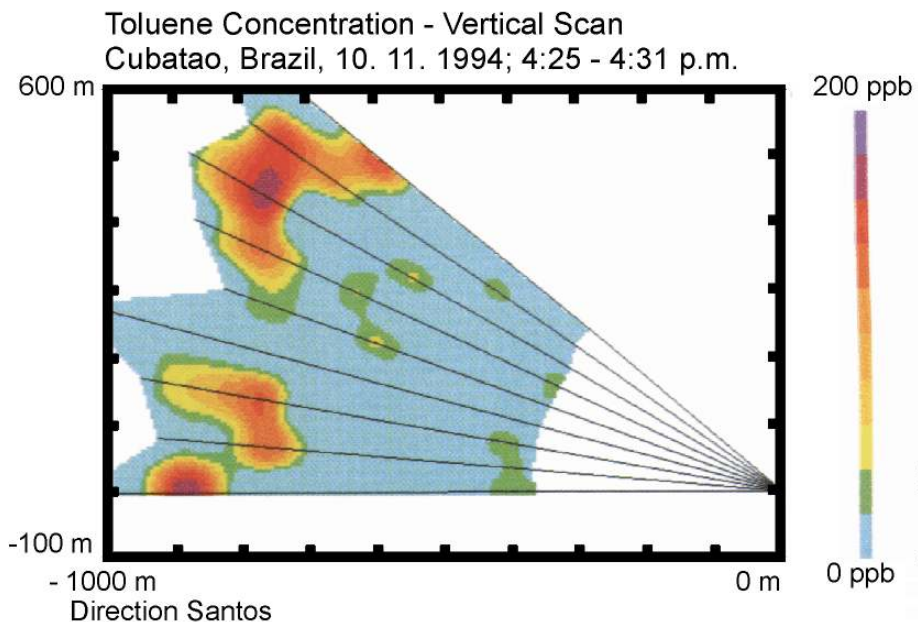 Toluene Concentration - Vertical Scan
Cubatao, Brazil, 10. 11. 1994; 4:25 - 4:31 p.m.
600 m
200 ppb
-100 m
0 ppb
- 1000 m
0 m
Direction Santos